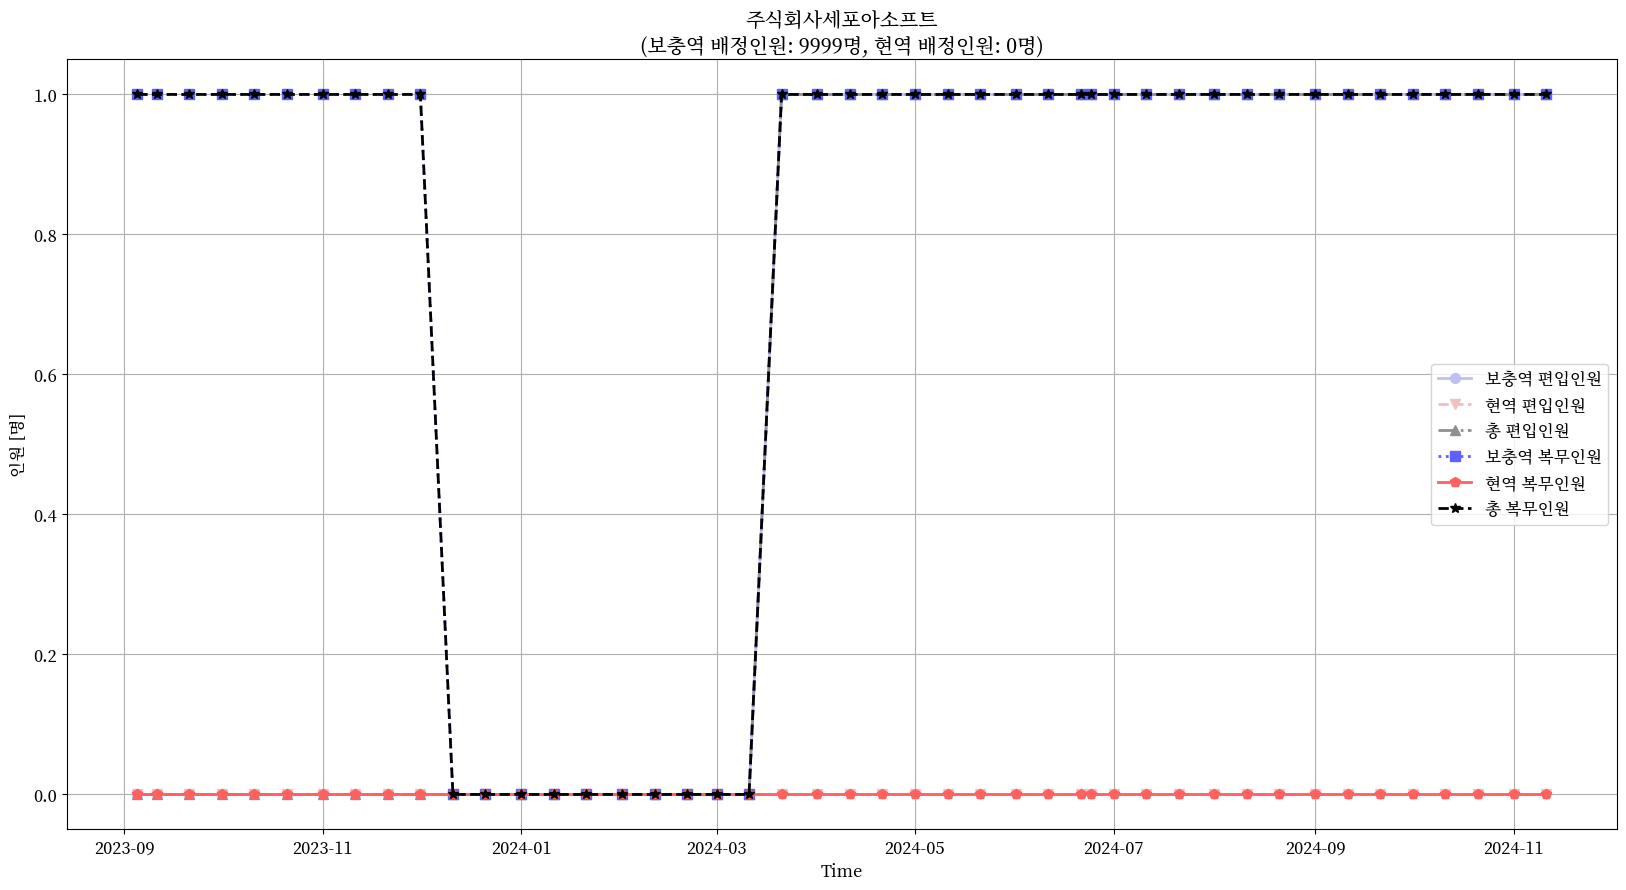 주식회사세포아소프트
(보충역 배정인원: 9999명, 현역 배정인원: 0명)
인원 [명]
1.0
0.8
0.6
0.4
0.2
0.0
보충역 편입인원
현역 편입인원
총 편입인원
보충역 복무인원
현역 복무인원
총 복무인원
2023-09
2023-11
2024-01
2024-03
2024-05
2024-07
2024-09
2024-11
Time